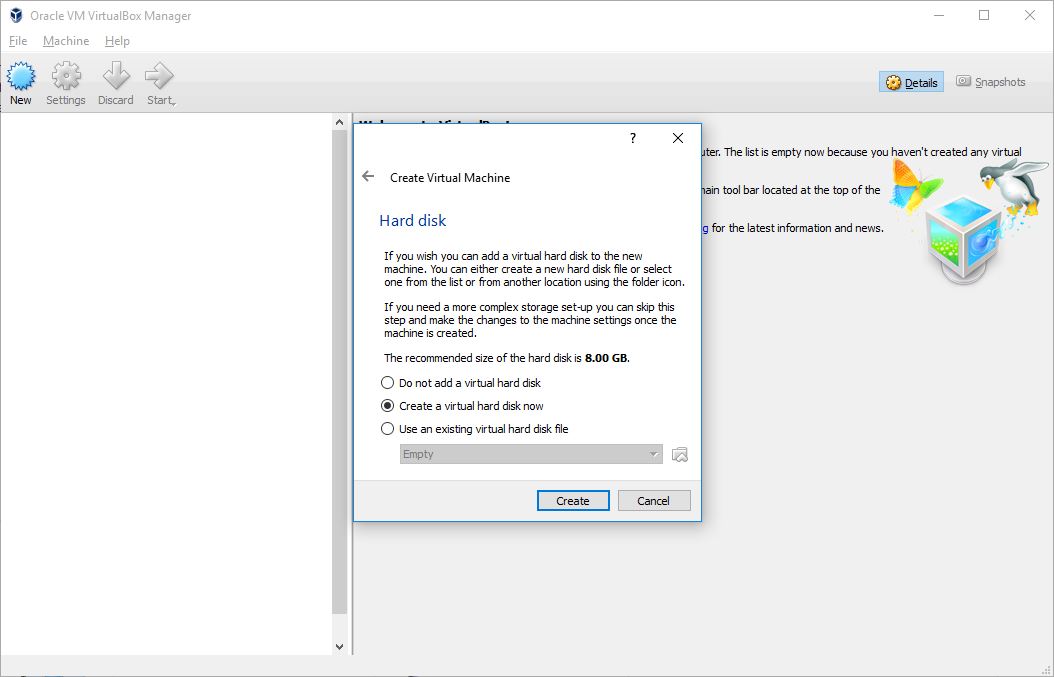 Oracle VM VirtualBox Manager
File Machine Help
New Settings Discard Start
Details Snapshots
The list is empty now because you haven't created any virtual
tool bar located at the top of the
for the latest information and news.
?
Create Virtual Machine
Hard disk
If you wish you can add a virtual hard disk to the new
machine. You can either create a new hard disk file or select
one from the list or from another location using the folder icon.
If you need a more complex storage set-up you can skip this
step and make the changes to the machine settings once the
machine is created.
The recommended size of the hard disk is 8.00 GB.
Do not add a virtual hard disk
Create a virtual hard disk now
Use an existing virtual hard disk file
Empty
Create Cancel